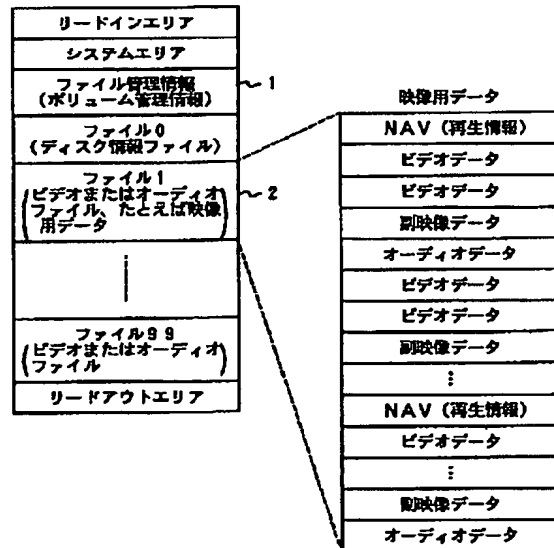 リードインエリア
システムエリア
ファイル管理情報
(ボリューム管理情報)
1
ファイル0
(ディスク情報ファイル)
ファイル1
(ビデオまたはオーディオ
ファイル、たとえば映像
用データ)
2
ファイル99
(ビデオまたはオーディオ
ファイル)
リードアウトエリア
映像用データ
NAV(再生情報)
ビデオデータ
ビデオデータ
副映像データ
オーディオデータ
ビデオデータ
ビデオデータ
副映像データ
⋮
NAV(再生情報)
ビデオデータ
⋮
副映像データ
オーディオデータ